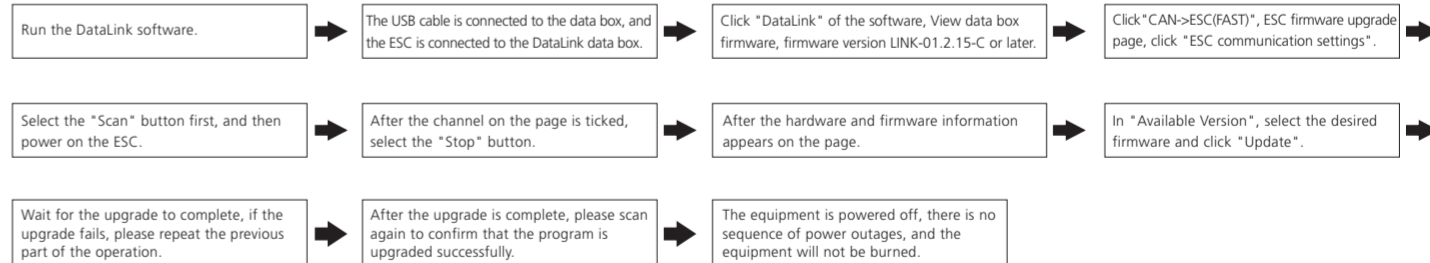 Run the DataLink software.
The USB cable is connected to the data box, and
the ESC is connected to the DataLink data box.
Click "DataLink" of the software, View data box
firmware, firmware version LINK-01.2.15-C or later.
Click"CAN->ESC(FAST)", ESC firmware upgrade
page, click "ESC communication settings".
Select the "Scan" button first, and then
power on the ESC.
After the channel on the page is ticked,
select the "Stop" button.
After the hardware and firmware information
appears on the page.
In "Available Version", select the desired
firmware and click "Update".
Wait for the upgrade to complete, if the
upgrade fails, please repeat the previous
part of the operation.
After the upgrade is complete, please scan
again to confirm that the program is
upgraded successfully.
The equipment is powered off, there is no
sequence of power outages, and the
equipment will not be burned.